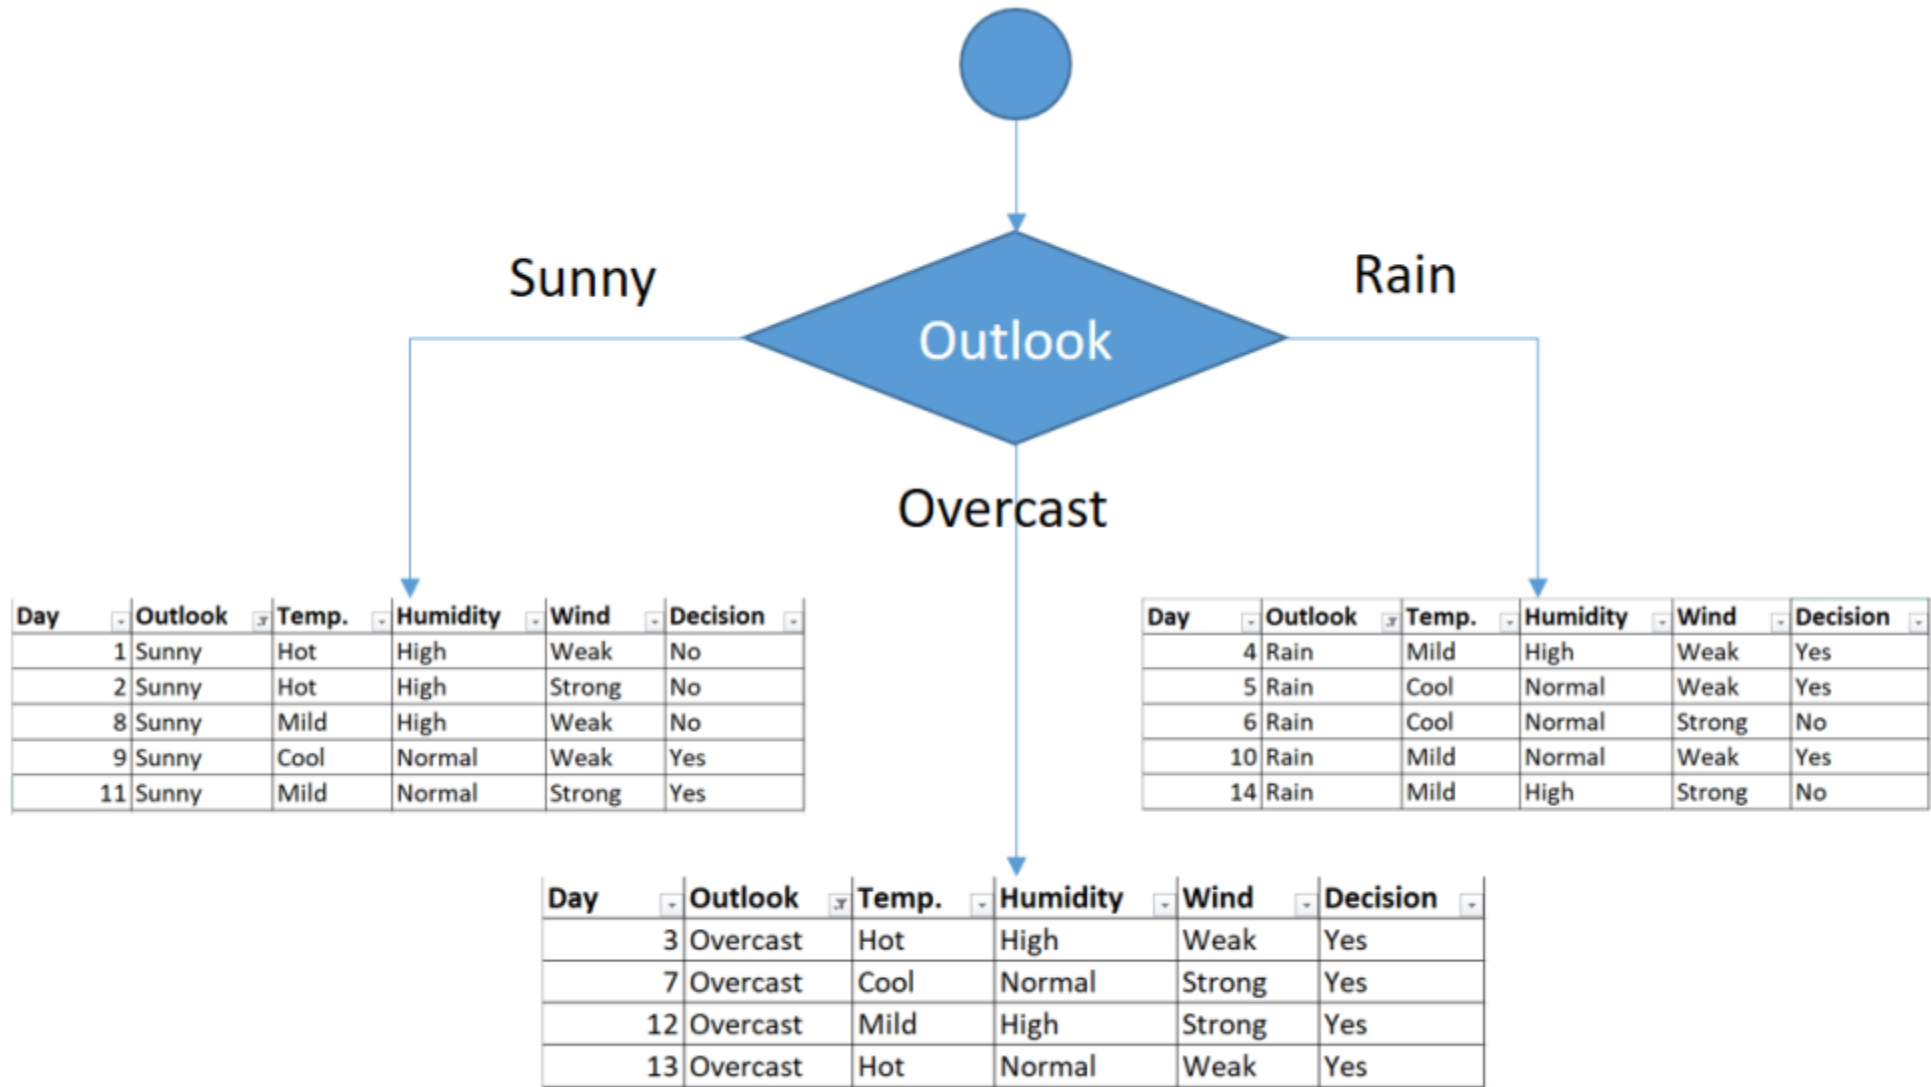 Sunny
Rain
Outlook
Overcast
Day Outlook Temp. Humidity Wind Decision
1 Sunny Hot High Weak No
2 Sunny Hot High Strong No
8 Sunny Mild High Weak No
9 Sunny Cool Normal Weak Yes
11 Sunny Mild Normal Strong Yes
Day Outlook Temp. Humidity Wind Decision
4 Rain Mild High Weak Yes
5 Rain Cool Normal Weak Yes
6 Rain Cool Normal Strong No
10 Rain Mild Normal Weak Yes
14 Rain Mild High Strong No
Day Outlook Temp. Humidity Wind Decision
3 Overcast Hot High Weak Yes
7 Overcast Cool Normal Strong Yes
12 Overcast Mild High Strong Yes
13 Overcast Hot Normal Weak Yes